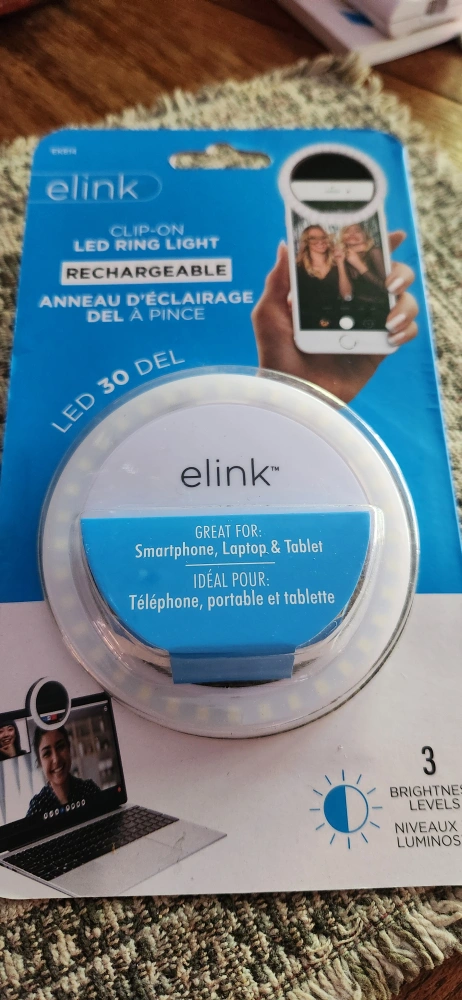 elink
CLIP-ON
LED RING LIGHT
RECHARGEABLE
ANNEAU D'ÉCLAIRAGE
DEL À PINCE
LED 30 DEL
elink™
GREAT FOR:
Smartphone, Laptop & Tablet
IDÉAL POUR:
Téléphone, portable et tablette
3
BRIGHTNES
LEVELS
NIVEAUX
LUMINOS